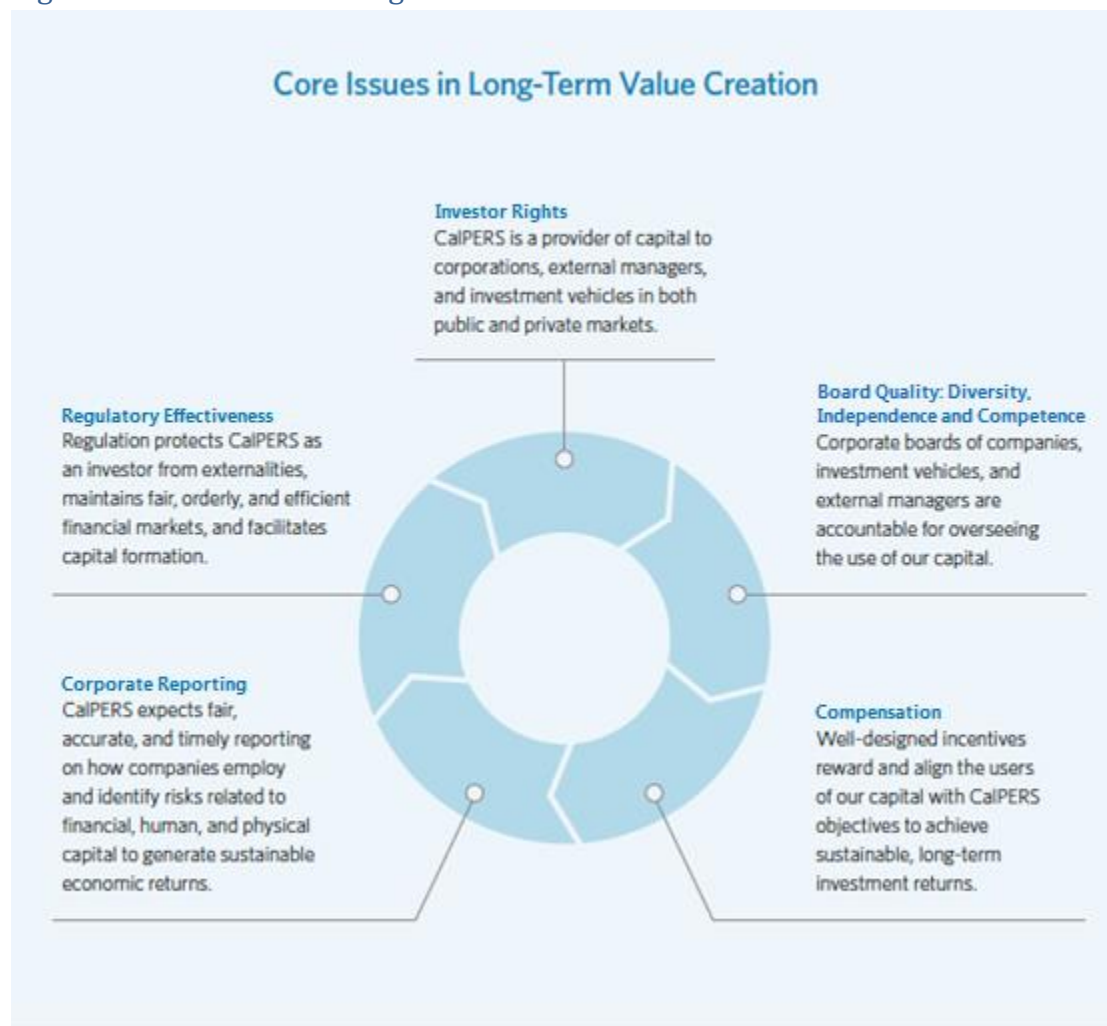 Core Issues in Long-Term Value Creation
Investor Rights
CalPERS is a provider of capital to
corporations, external managers,
and investment vehicles in both
public and private markets.
Board Quality: Diversity,
Independence and Competence
Corporate boards of companies,
investment vehicles, and
external managers are
accountable for overseeing
the use of our capital.
Compensation
Well-designed incentives
reward and align the users
of our capital with CalPERS
objectives to achieve
sustainable, long-term
investment returns.
Corporate Reporting
CalPERS expects fair,
accurate, and timely reporting
on how companies employ
and identify risks related to
financial, human, and physical
capital to generate sustainable
economic returns.
Regulatory Effectiveness
Regulation protects CalPERS as
an investor from externalities,
maintains fair, orderly, and efficient
financial markets, and facilitates
capital formation.